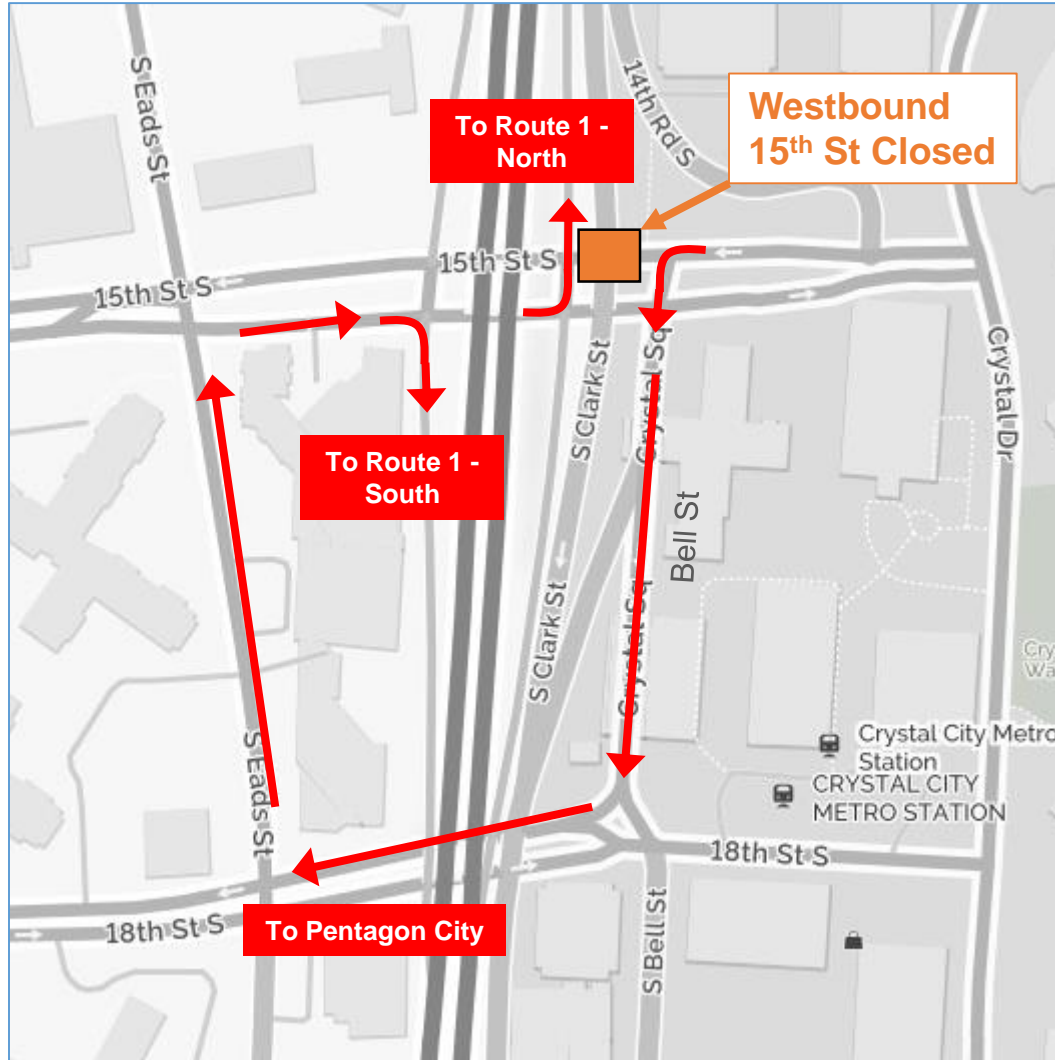 S Eads St
14th Rd S
To Route 1 -
North
Westbound
15th St Closed
15th St S
15th St S
Crystal Sq
Crystal Dr
S Clark St
To Route 1 -
South
Bell St
S Clark St
Crystal Sq
Cry
Wa
Crystal City Metro
Station
CRYSTAL CITY
METRO STATION
S Eads St
18th St S
To Pentagon City
18th St S
S Bell St